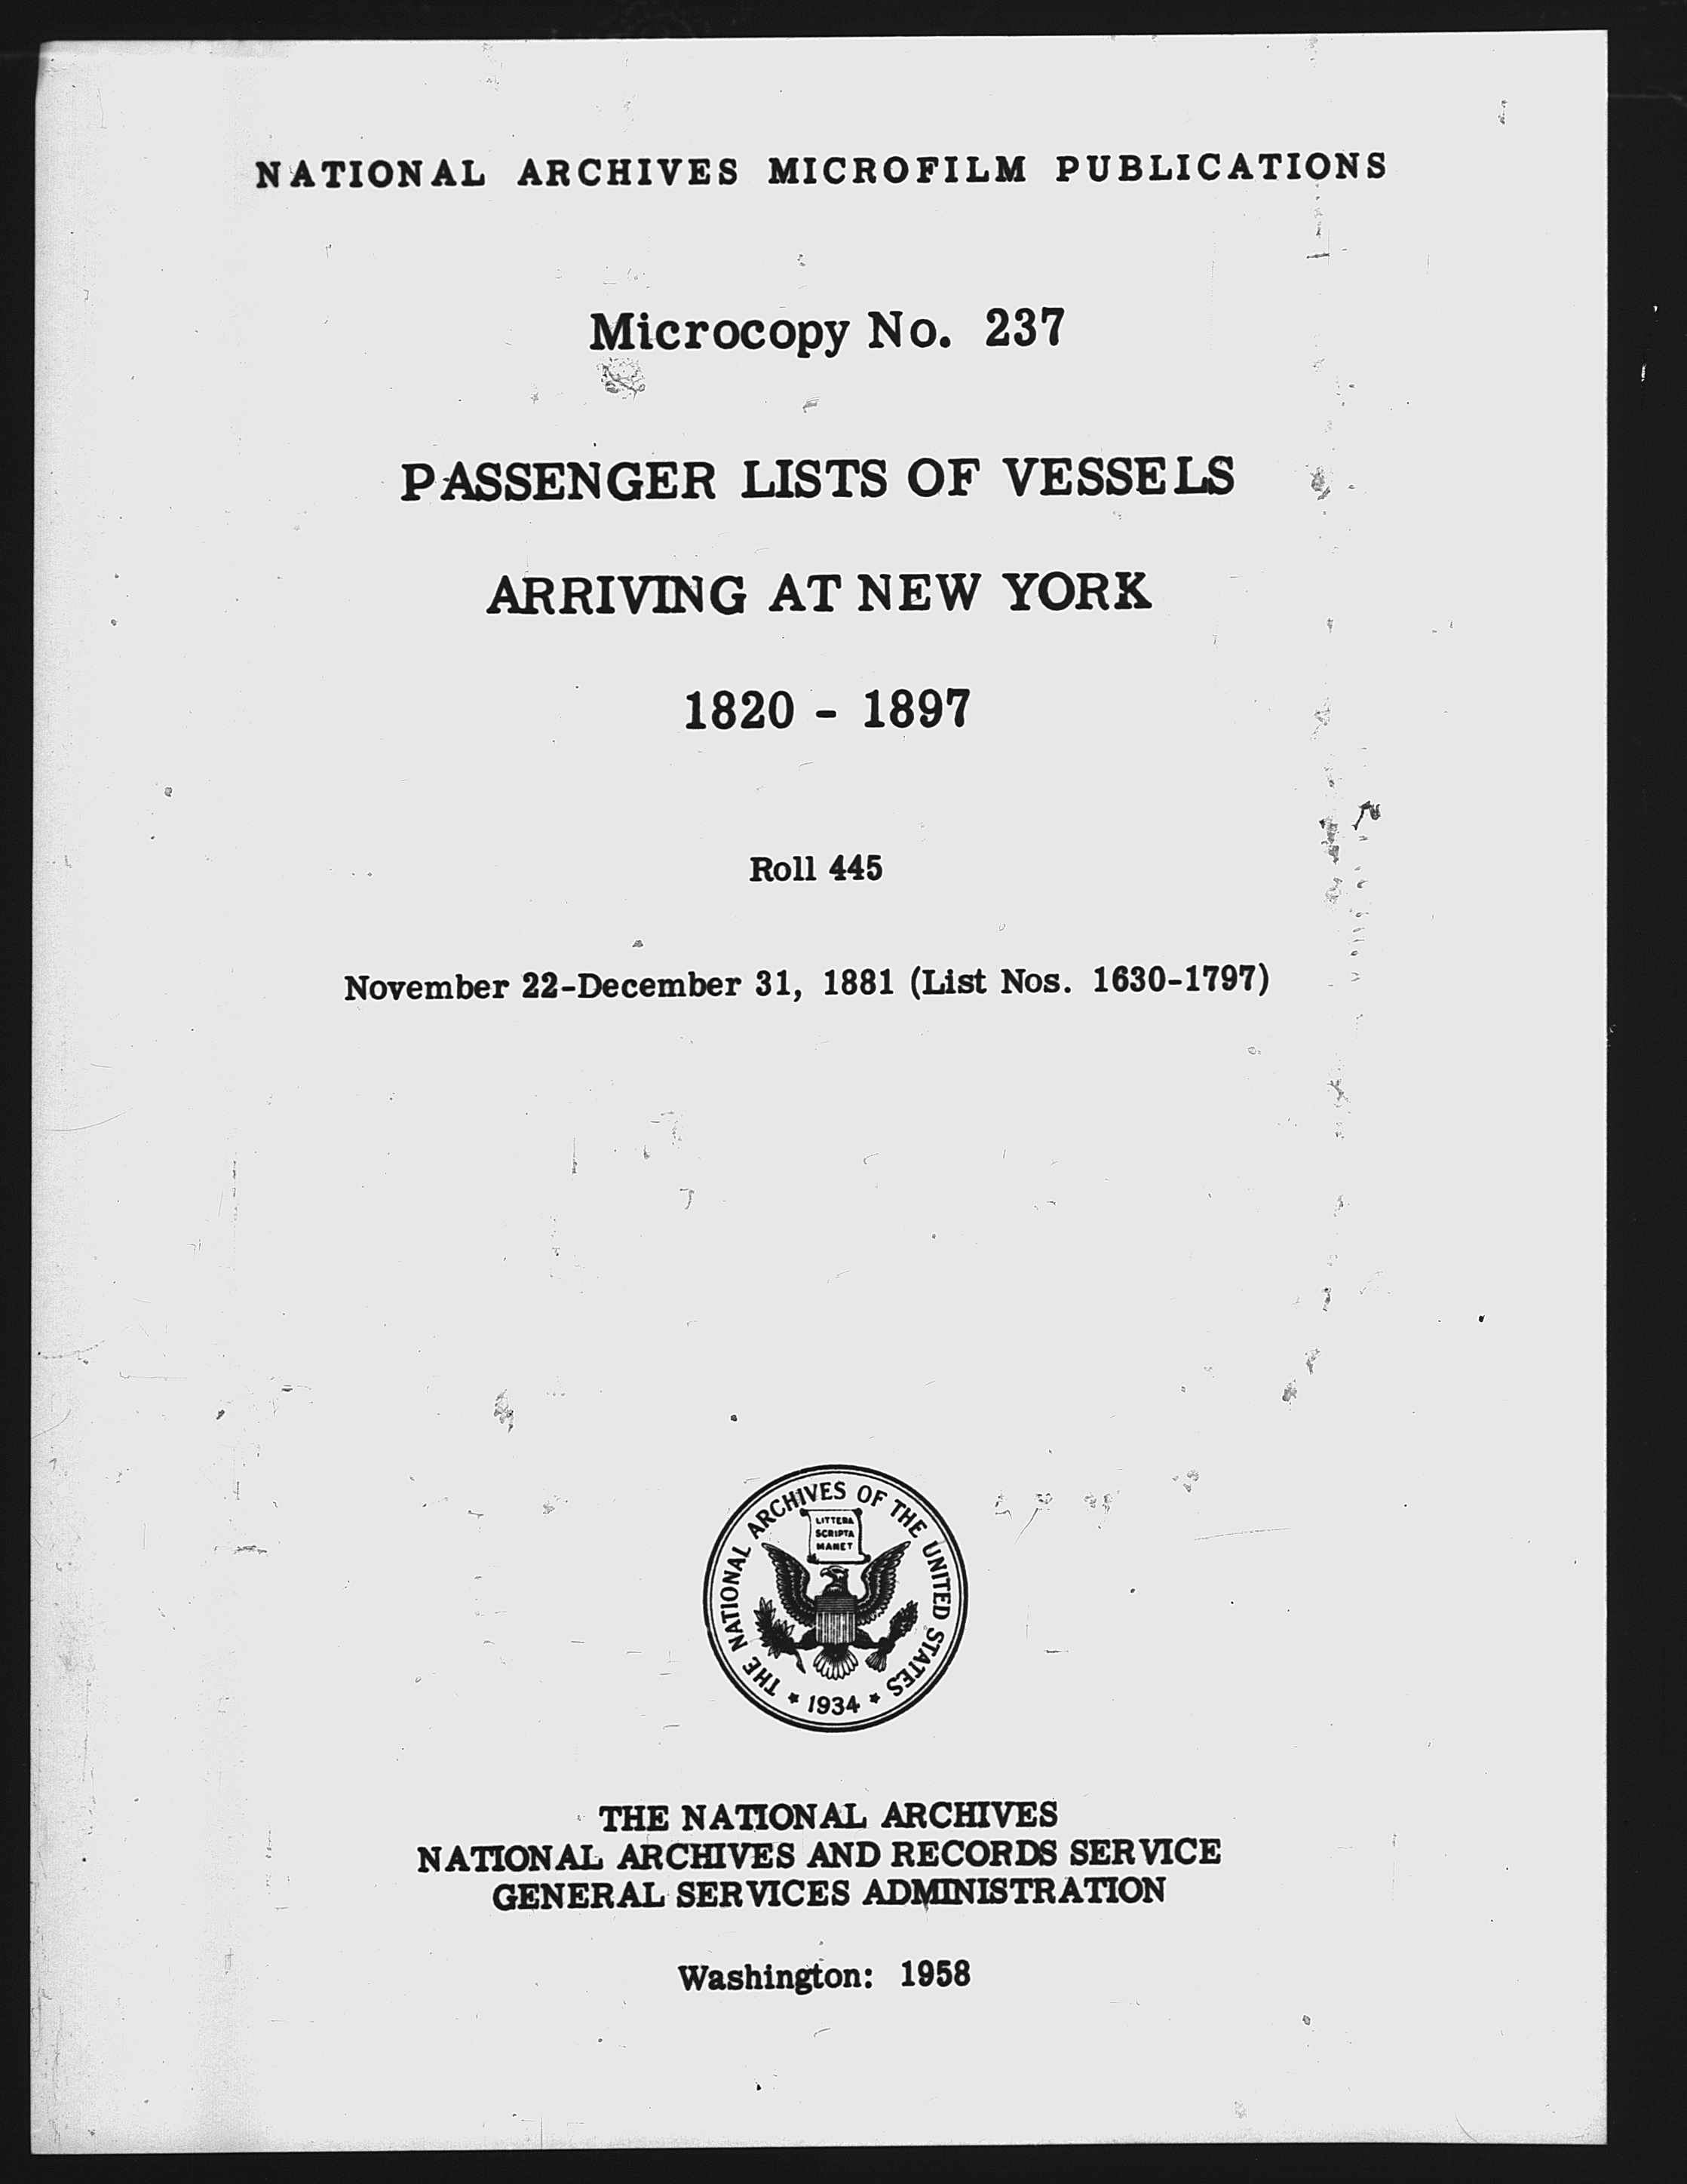 NATIONAL ARCHIVES MICROFILM PUBLICATIONS
Microcopy No. 237
PASSENGER LISTS OF VESSELS
ARRIVING AT NEW YORK
1820 - 1897
Roll 445
November 22-December 31, 1881 (List Nos. 1630-1797)
THE NATIONAL ARCHIVES OF THE UNITED STATES
LITTERA
SCRIPTA
MANET
* 1934 *
THE NATIONAL ARCHIVES
NATIONAL ARCHIVES AND RECORDS SERVICE
GENERAL SERVICES ADMINISTRATION
Washington: 1958